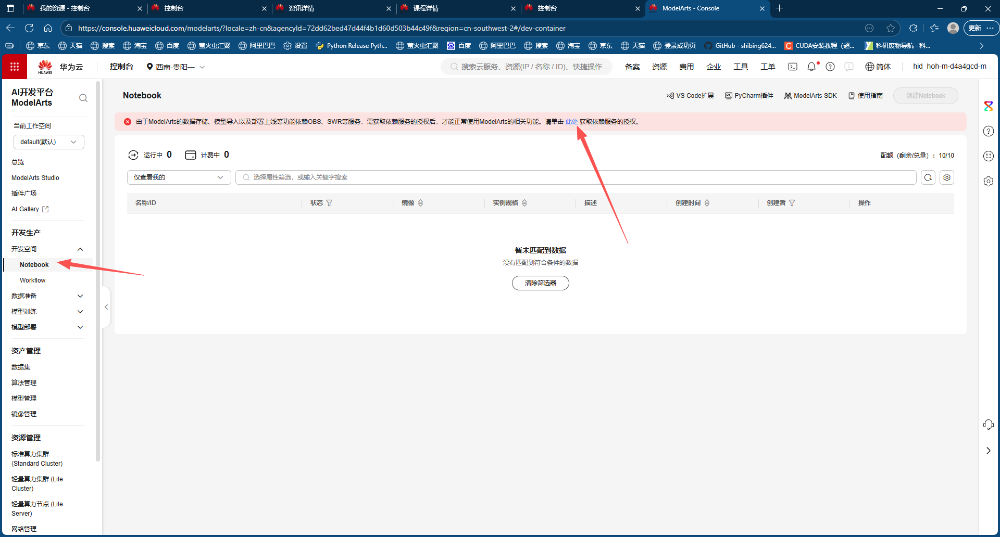 我的资源 - 控制台
控制台
资讯详情
课程详情
控制台
ModelArts - Console
https://console.huaweicloud.com/modelarts/?locale=zh-cn&agencyId=72dd62bed47d44f4b1d60d503b44c49f&region=cn-southwest-2#/dev-container
更新
京东
天猫
搜索
淘宝
百度
萤火虫汇聚
阿里巴巴
设置
Python Release Pyth...
萤火虫汇聚
百度
阿里巴巴
搜索
淘宝
京东
天猫
登录成功页
GitHub - shibing624...
CUDA安装教程（超...
科研废物导航 - 科...
HUAWEI
华为云
控制台
西南-贵阳一
搜索云服务、资源(IP / 名称 / ID)、快捷操作...
备案
资源
费用
企业
工具
工单
简体
hid_hoh-m-d4a4gcd-m
AI开发平台
ModelArts
当前工作空间
default(默认)
总览
ModelArts Studio
插件广场
AI Gallery
开发生产
开发空间
Notebook
Workflow
数据准备
模型训练
模型部署
资产管理
数据集
算法管理
模型管理
镜像管理
资源管理
标准算力集群
(Standard Cluster)
轻量算力集群 (Lite
Cluster)
轻量算力节点 (Lite
Server)
网络管理
Notebook
VS Code扩展
PyCharm插件
ModelArts SDK
使用指南
创建Notebook
由于ModelArts的数据存储、模型导入以及部署上线等功能依赖OBS、SWR等服务，需获取依赖服务的授权后，才能正常使用ModelArts的相关功能。请单击 此处 获取依赖服务的授权。
运行中 0
计费中 0
配额（剩余/总量）：10/10
仅查看我的
选择属性筛选，或输入关键字搜索
名称/ID
状态
镜像
实例规格
描述
创建时间
创建者
操作
暂未匹配到数据
没有匹配到符合条件的数据
清除筛选器